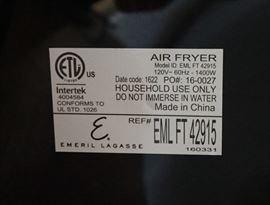 AIR FRYER
Model ID: EML FT 42915
120V~ 60Hz - 1400W
Date code: 1622 PO#: 16-0027
HOUSEHOLD USE ONLY
DO NOT IMMERSE IN WATER
Made in China
ETL
US
Intertek
4004584
CONFORMS TO
UL STD. 1026
E.
EMERIL LAGASSE
REF# EML FT 42915
160331